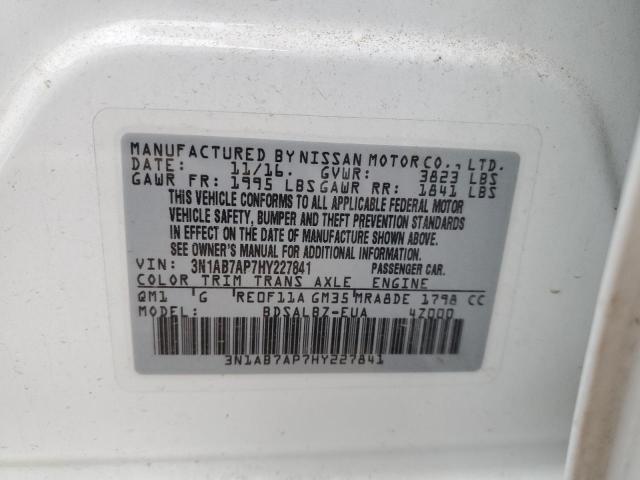 MANUFACTURED BY NISSAN MOTOR CO., LTD.
DATE: 11/16. GVWR: 3823 LBS
GAWR FR: 1995 LBS GAWR RR: 1841 LBS
THIS VEHICLE CONFORMS TO ALL APPLICABLE FEDERAL MOTOR
VEHICLE SAFETY, BUMPER AND THEFT PREVENTION STANDARDS
IN EFFECT ON THE DATE OF MANUFACTURE SHOWN ABOVE.
SEE OWNER'S MANUAL FOR ADDITIONAL INFORMATION.
VIN: 3N1AB7AP7HY227841 PASSENGER CAR.
COLOR TRIM TRANS AXLE ENGINE
QM1 G RE0F11A GM35 MRA8DE 1798 CC
MODEL: BDSALBZ-EUA 4Z000
3N1AB7AP7HY227841